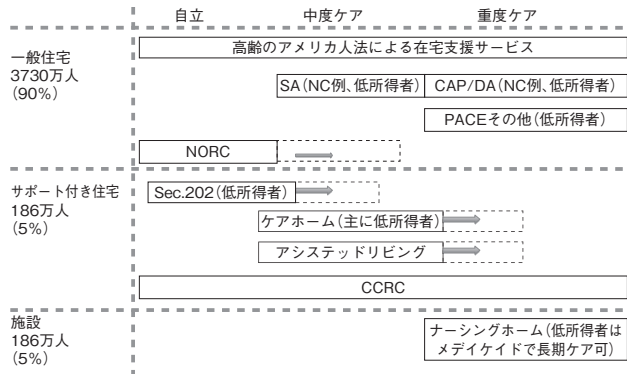 自立 中度ケア 重度ケア
一般住宅
3730万人
(90%)
高齢のアメリカ人法による在宅支援サービス
SA(NC例、低所得者) CAP/DA(NC例、低所得者)
PACEその他(低所得者)
NORC
サポート付き住宅
186万人
(5%)
Sec.202(低所得者)
ケアホーム(主に低所得者)
アシステッドリビング
CCRC
施設
186万人
(5%)
ナーシングホーム(低所得者は
メデイケイドで長期ケア可)